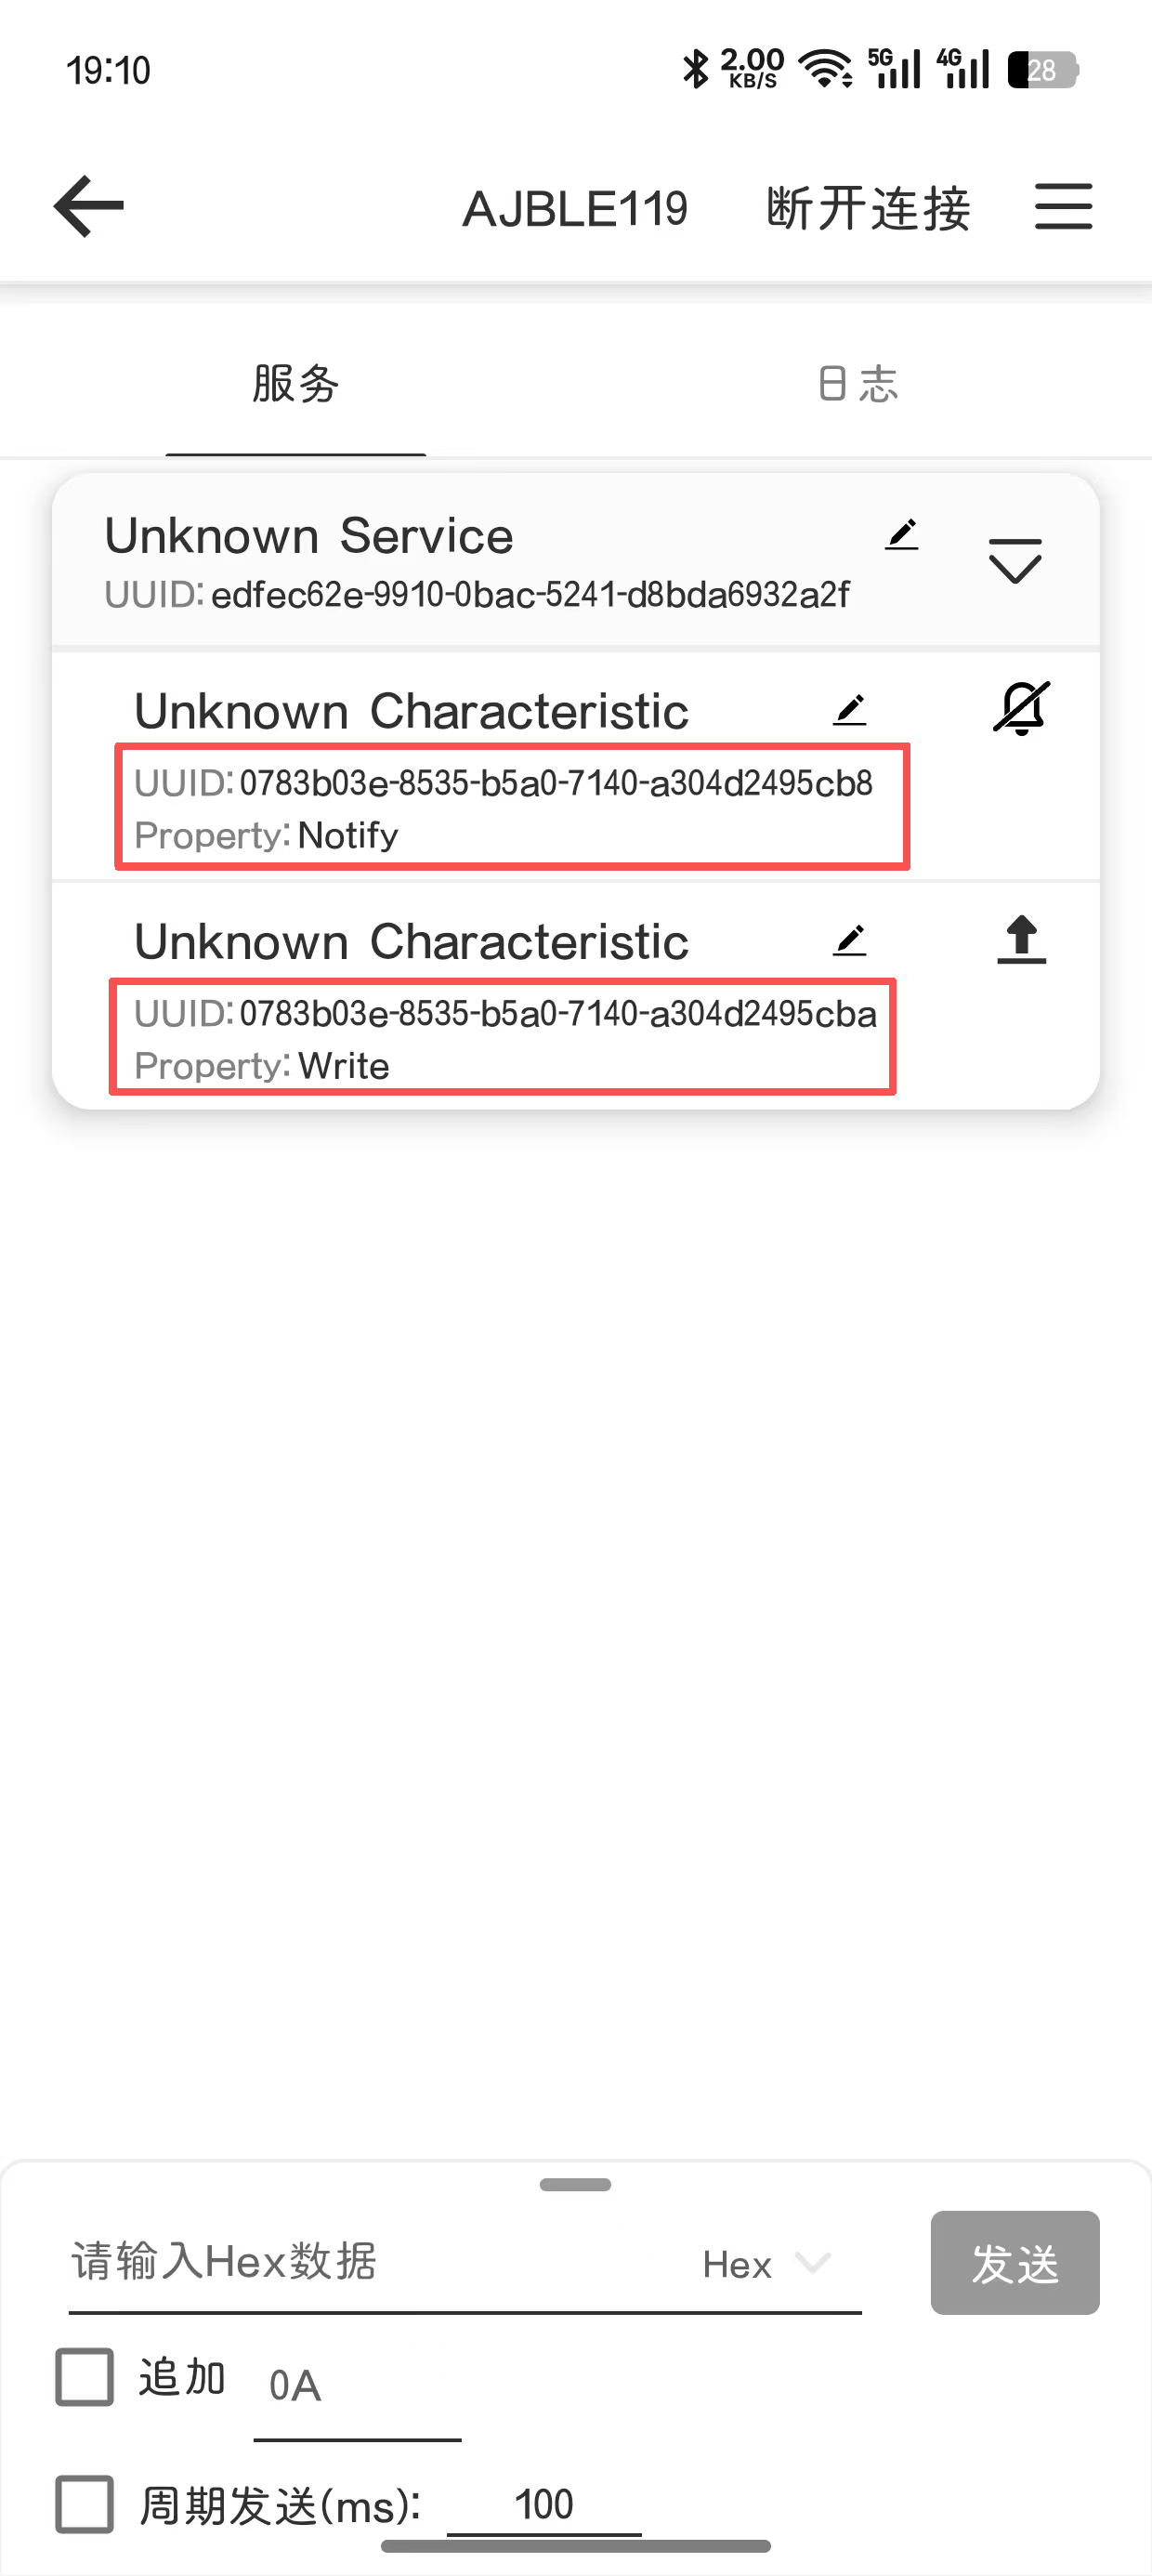 19:10
2.00 KB/S 5G 4G 28
AJBLE119 断开连接
服务 日志
Unknown Service
UUID: edfec62e-9910-0bac-5241-d8bda6932a2f
Unknown Characteristic
UUID: 0783b03e-8535-b5a0-7140-a304d2495cb8
Property: Notify
Unknown Characteristic
UUID: 0783b03e-8535-b5a0-7140-a304d2495cba
Property: Write
请输入Hex数据 Hex 发送
追加 0A
周期发送(ms): 100